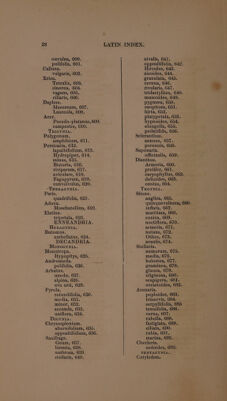 28 LATIN INDEX.
cernua, 600.
pallida, 601.
Calluna.
vulgaris, 602.
Erica.
Tetralix, 603.
cinerea, 604.
vagans, 605.
ciliaris, 606.
Daphne.
Mezereum, 607.
Laureola, 608.
Acer.
Pseudo-platanus, 609.
campestre, 609.
TRIGYNIA.
Polygonum.
amphibium, 611.
Persicaria, 612.
lapathifolium, 613.
Hydropiper, 614.
minus, 615.
Bistorta, 616.
viviparum, 617.
aviculare, 618.
Fagopyrum, 619.
convolvulus, 620.
TETRAGYNIA.
Paris.
quadrifolia, 621.
Adoxa.
Moschatellina, 622.
Elatine.
tripetala, 623.
ENNEANDRIA.
HEXAGYNIA.
Butomus.
umbellatus, 624.
DECANDRIA.
MONOGYNIA.
Monotropa.
Hypopitys, 625.
Andromeda.
polifolia, 626.
Arbutus.
unedo, 627.
alpina, 628.
uva ursi, 629.
Pyrola.
rotundifolia, 630.
media, 631.
minor, 632.
secunda, 633.
uniflora, 634.
DIGYNIA.
Chrysosplenium.
alternifolium, 635.
oppositifolium, 636.
Saxifraga.
Geum, 637.
hirsuta, 638.
umbrosa, 639.
stellaris, 640.
nivalis, 641.
oppositifolia, 642.
Hirculus, 643.
aizoides, 644.
granulata, 645.
cernua, 646.
rivularis, 647.
tridactylites, 648.
muscoides, 649.
pygmæa, 650.
cæspitosa, 651.
hirta, 652.
platypetala, 653.
hypnoides, 654.
elongella, 655.
pedatifida, 656.
Scleranthus.
annuus, 657.
perennis, 658.
Saponaria.
officinalis, 659.
Dianthus.
Armeria, 660.
prolifer, 661.
caryophyllus, 662.
deltoides, 663.
cæsius, 664.
TRIGYNIA.
Silene.
anglica, 665.
quinquevulnera, 666.
inflata, 667.
maritima, 668.
conica, 669.
noctiflora, 670.
armeria, 671.
nutans, 672.
Otites, 673.
acaulis, 674.
Stellaria.
nemorum, 675.
media, 676.
holostea, 677.
graminea, 678.
glauca, 679.
uliginosa, 680.
scapigera, 681.
cerastoides, 682.
Arenaria.
peploides, 683.
trinervis, 684.
serpyllifolia, 685.
tenuifolia, 686.
verna, 687.
rubella, 688.
fastigiata, 689.
ciliata, 690.
rubra, 691.
marina, 692.
Cherleria.
sedoides, 693.
PENTAGYNIA.
Cotyledon.